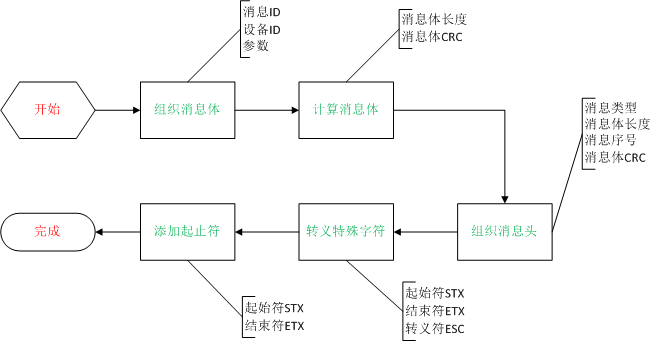 消息ID
设备ID
参数
消息体长度
消息体CRC
开始
组织消息体
计算消息体
消息类型
消息体长度
消息序号
消息体CRC
完成
添加起止符
转义特殊字符
组织消息头
起始符STX
结束符ETX
起始符STX
结束符ETX
转义符ESC